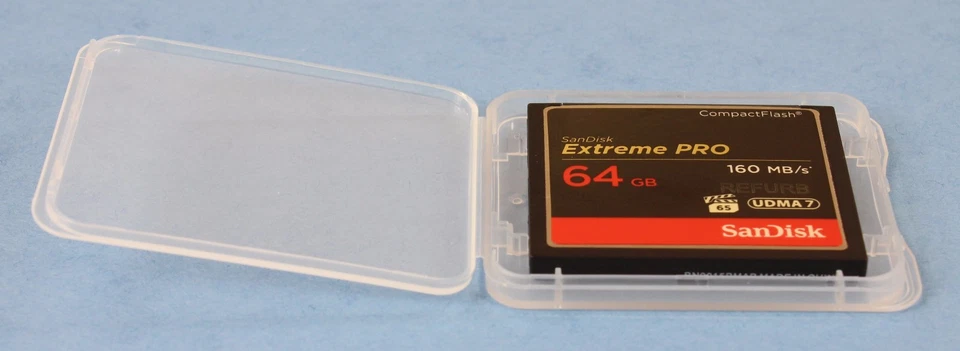 CompactFlash®
SanDisk
Extreme PRO
64 GB
160 MB/s*
REFURB
65
UDMA 7
SanDisk